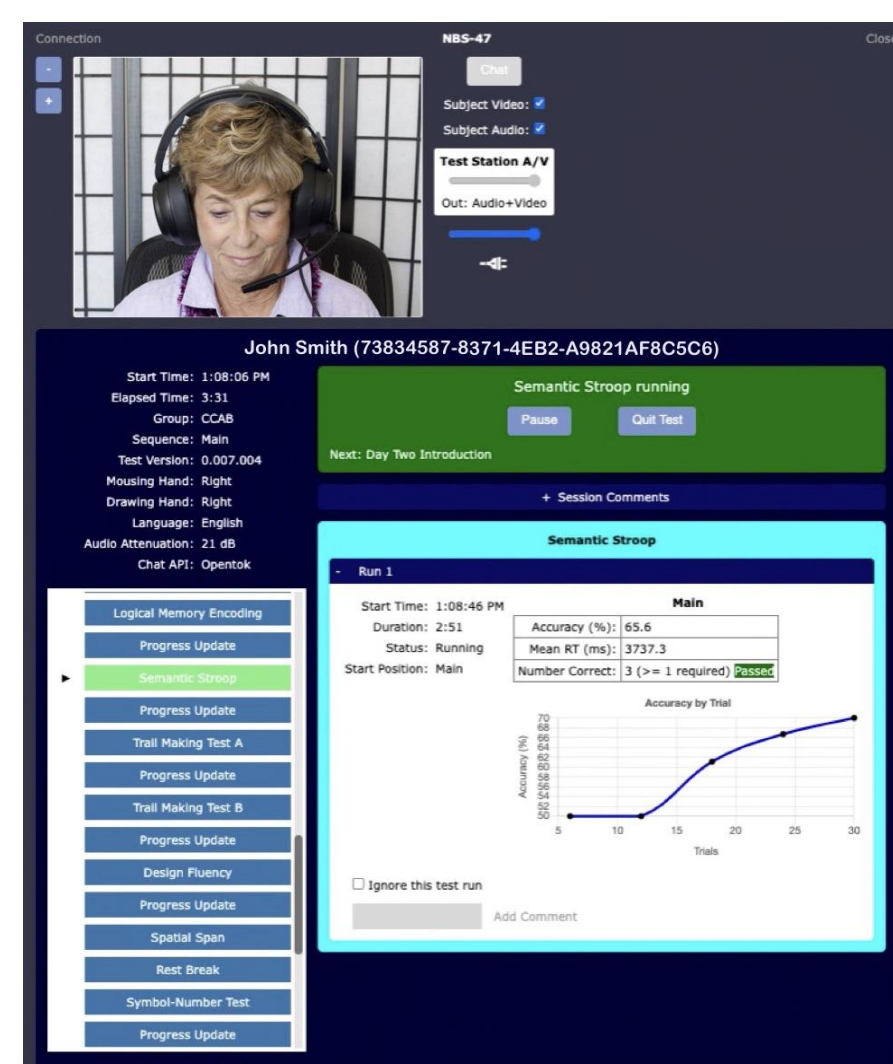 Connection
NBS-47
Close
-
+
Chat
Subject Video:
Subject Audio:
Test Station A/V
Out: Audio+Video
John Smith (73834587-8371-4EB2-A9821AF8C5C6)
Start Time: 1:08:06 PM
Elapsed Time: 3:31
Group: CCAB
Sequence: Main
Test Version: 0.007.004
Mousing Hand: Right
Drawing Hand: Right
Language: English
Audio Attenuation: 21 dB
Chat API: Opentok
Logical Memory Encoding
Progress Update
Semantic Stroop
Progress Update
Trail Making Test A
Progress Update
Trail Making Test B
Progress Update
Design Fluency
Progress Update
Spatial Span
Rest Break
Symbol-Number Test
Progress Update
Semantic Stroop running
Pause
Quit Test
Next: Day Two Introduction
+ Session Comments
Semantic Stroop
- Run 1
Start Time: 1:08:46 PM
Duration: 2:51
Status: Running
Start Position: Main
Main
Accuracy (%): 65.6
Mean RT (ms): 3737.3
Number Correct: 3 (>= 1 required) Passed
Accuracy by Trial
Accuracy (%)
70
68
66
64
62
60
58
56
54
52
50
5 10 15 20 25 30
Trials
Ignore this test run
Add Comment